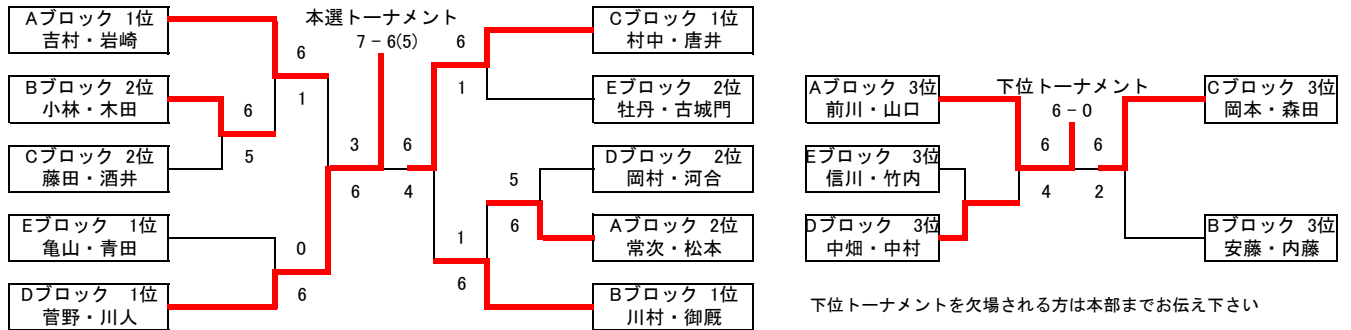 本選トーナメント
7－6(5)
Aブロック 1位
吉村・岩崎
6
1
Bブロック 2位
小林・木田
6
5
Cブロック 2位
藤田・酒井
3
6
Eブロック 1位
亀山・青田
0
6
Dブロック 1位
菅野・川人
Cブロック 1位
村中・唐井
6
1
Eブロック 2位
牡丹・古城門
6
4
Dブロック 2位
岡村・河合
5
6
Aブロック 2位
常次・松本
1
6
Bブロック 1位
川村・御厩
下位トーナメント
6－0
Aブロック 3位
前川・山口
6
4
Eブロック 3位
信川・竹内
Dブロック 3位
中畑・中村
Cブロック 3位
岡本・森田
6
2
Bブロック 3位
安藤・内藤
下位トーナメントを欠場される方は本部までお伝え下さい